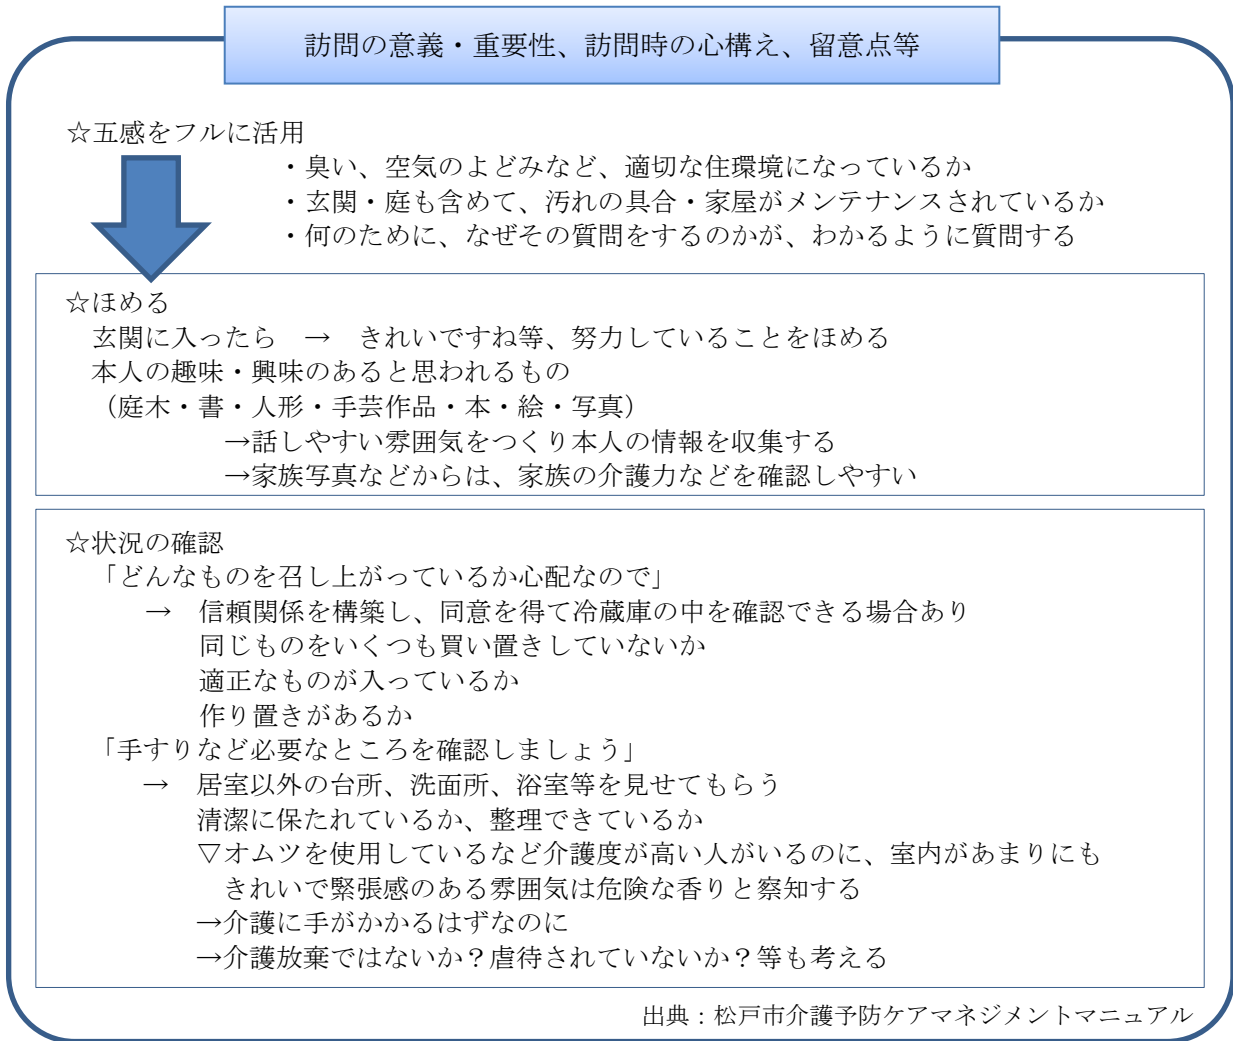 訪問の意義・重要性、訪問時の心構え、留意点等
☆五感をフルに活用
・臭い、空気のよどみなど、適切な住環境になっているか
・玄関・庭も含めて、汚れの具合・家屋がメンテナンスされているか
・何のために、なぜその質問をするのかが、わかるように質問する
☆ほめる
玄関に入ったら　→　きれいですね等、努力していることをほめる
本人の趣味・興味のあると思われるもの
（庭木・書・人形・手芸作品・本・絵・写真）
→話しやすい雰囲気をつくり本人の情報を収集する
→家族写真などからは、家族の介護力などを確認しやすい
☆状況の確認
「どんなものを召し上がっているか心配なので」
→　信頼関係を構築し、同意を得て冷蔵庫の中を確認できる場合あり
同じものをいくつも買い置きしていないか
適正なものが入っているか
作り置きがあるか
「手すりなど必要なところを確認しましょう」
→　居室以外の台所、洗面所、浴室等を見せてもらう
清潔に保たれているか、整理できているか
▽オムツを使用しているなど介護度が高い人がいるのに、室内があまりにも
きれいで緊張感のある雰囲気は危険な香りと察知する
→介護に手がかかるはずなのに
→介護放棄ではないか？虐待されていないか？等も考える
出典：松戸市介護予防ケアマネジメントマニュアル